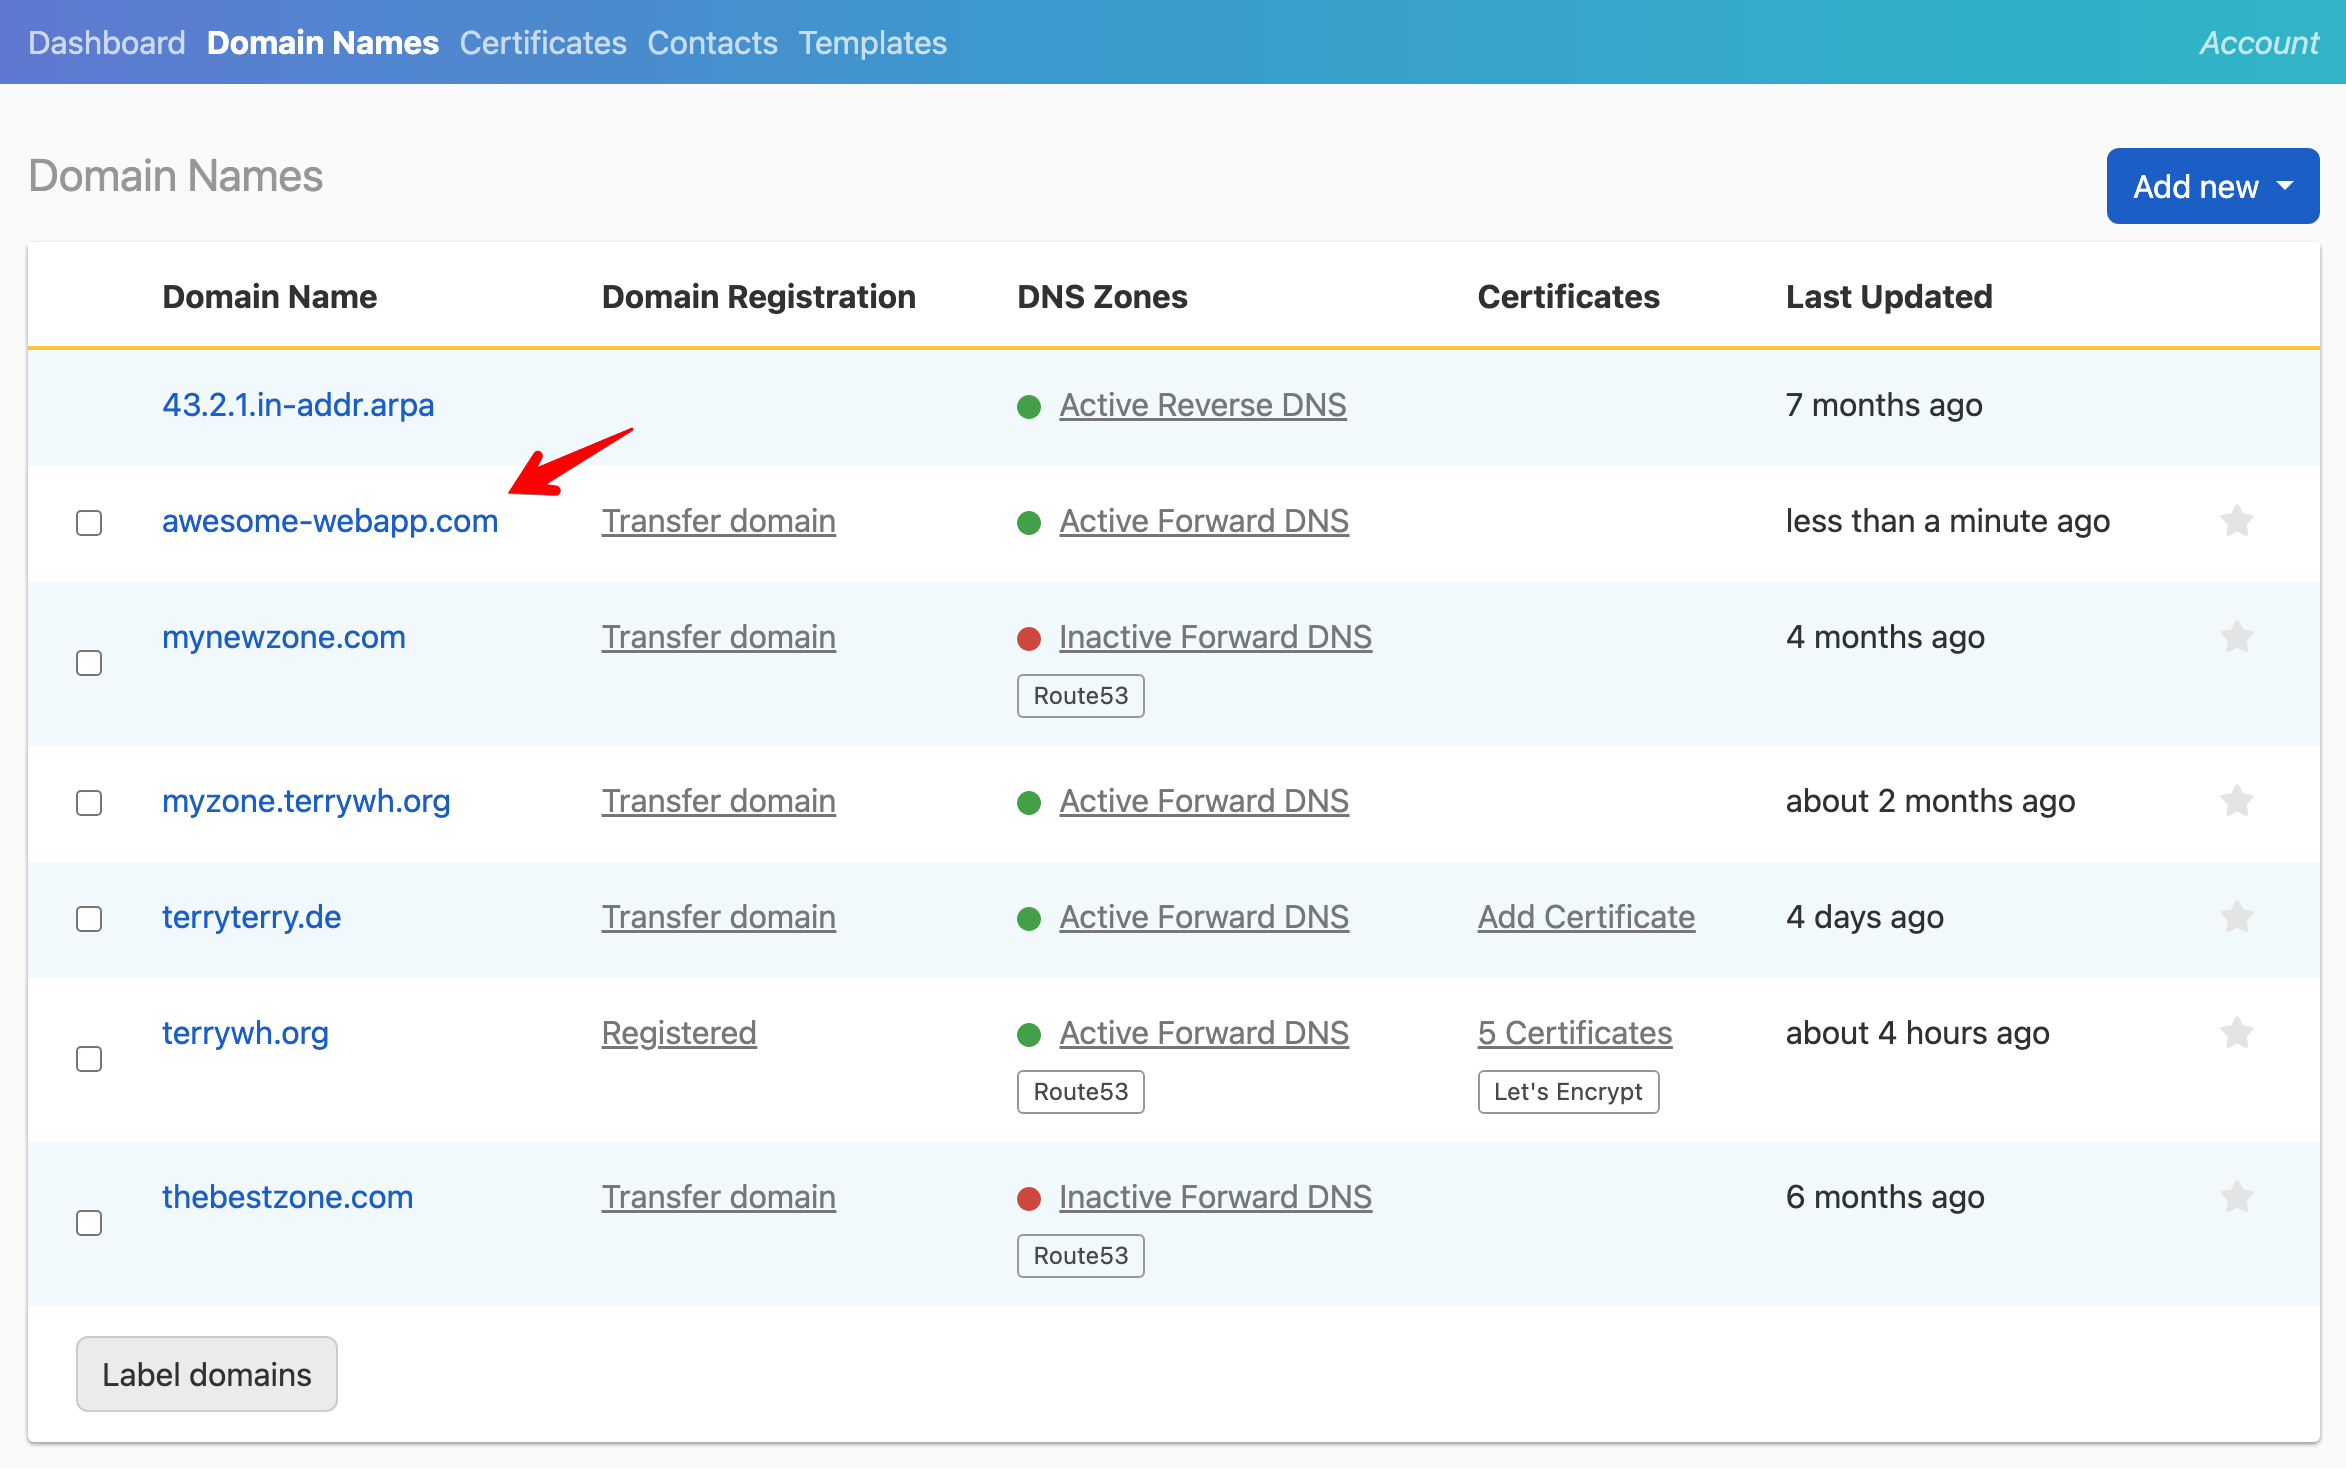 Dashboard Domain Names Certificates Contacts Templates Account
Domain Names
Add new
Domain Name Domain Registration DNS Zones Certificates Last Updated
43.2.1.in-addr.arpa Active Reverse DNS 7 months ago
awesome-webapp.com Transfer domain Active Forward DNS less than a minute ago
mynewzone.com Transfer domain Inactive Forward DNS 4 months ago
Route53
myzone.terrywh.org Transfer domain Active Forward DNS about 2 months ago
terryterry.de Transfer domain Active Forward DNS Add Certificate 4 days ago
terrywh.org Registered Active Forward DNS 5 Certificates about 4 hours ago
Route53 Let's Encrypt
thebestzone.com Transfer domain Inactive Forward DNS 6 months ago
Route53
Label domains